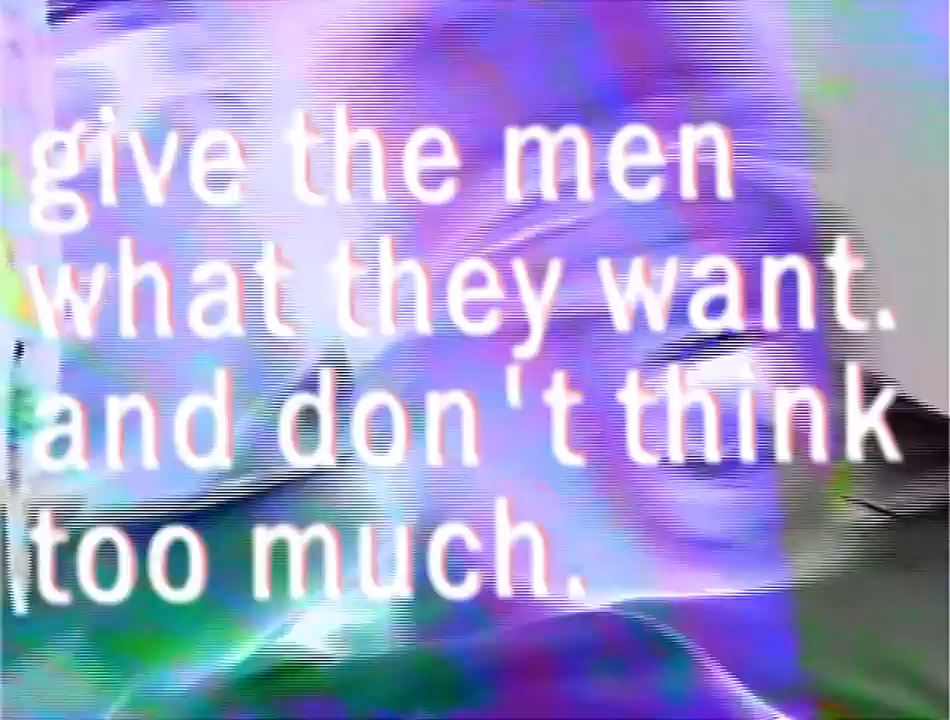 give the men
what they want.
and don't think
too much.